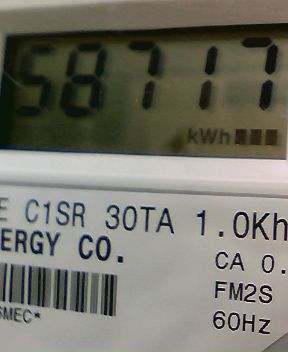 58717
kWh
E C1SR 30TA 1.0Kh
ERGY CO.
CA 0.
FM2S
SMEC*
60Hz